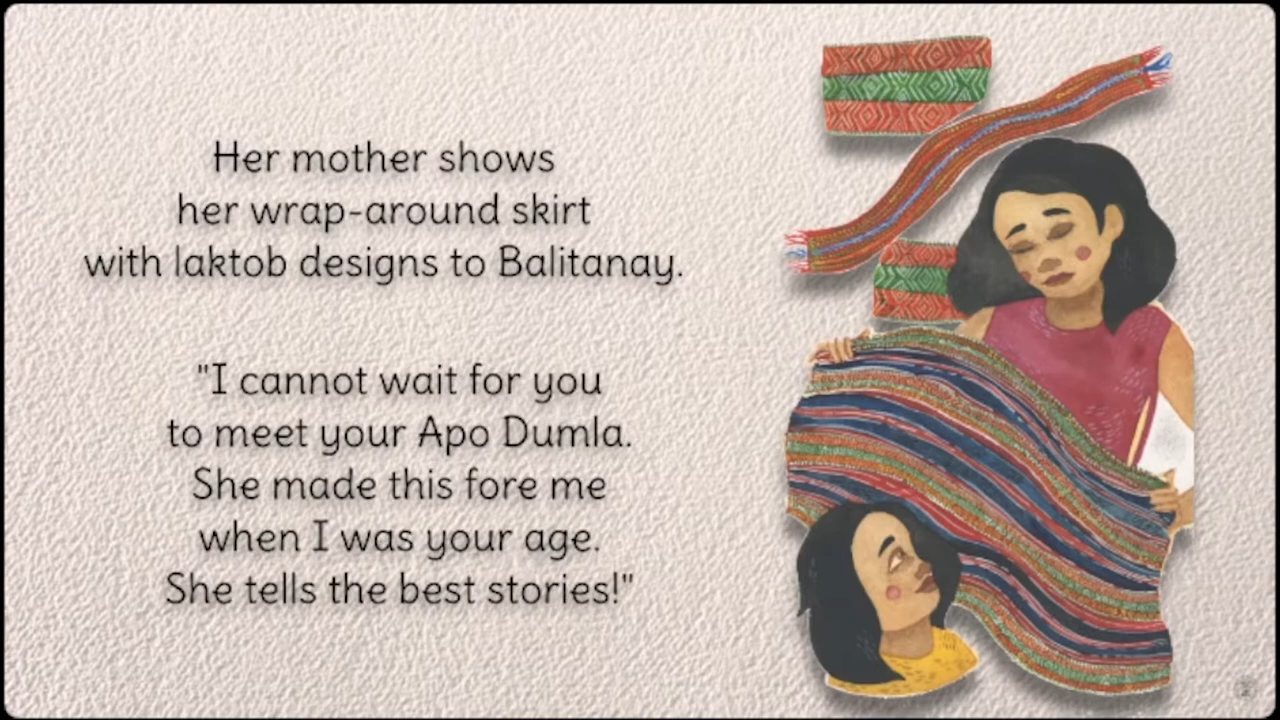 Her mother shows
her wrap-around skirt
with laktob designs to Balitanay.
"I cannot wait for you
to meet your Apo Dumla.
She made this fore me
when I was your age.
She tells the best stories!"